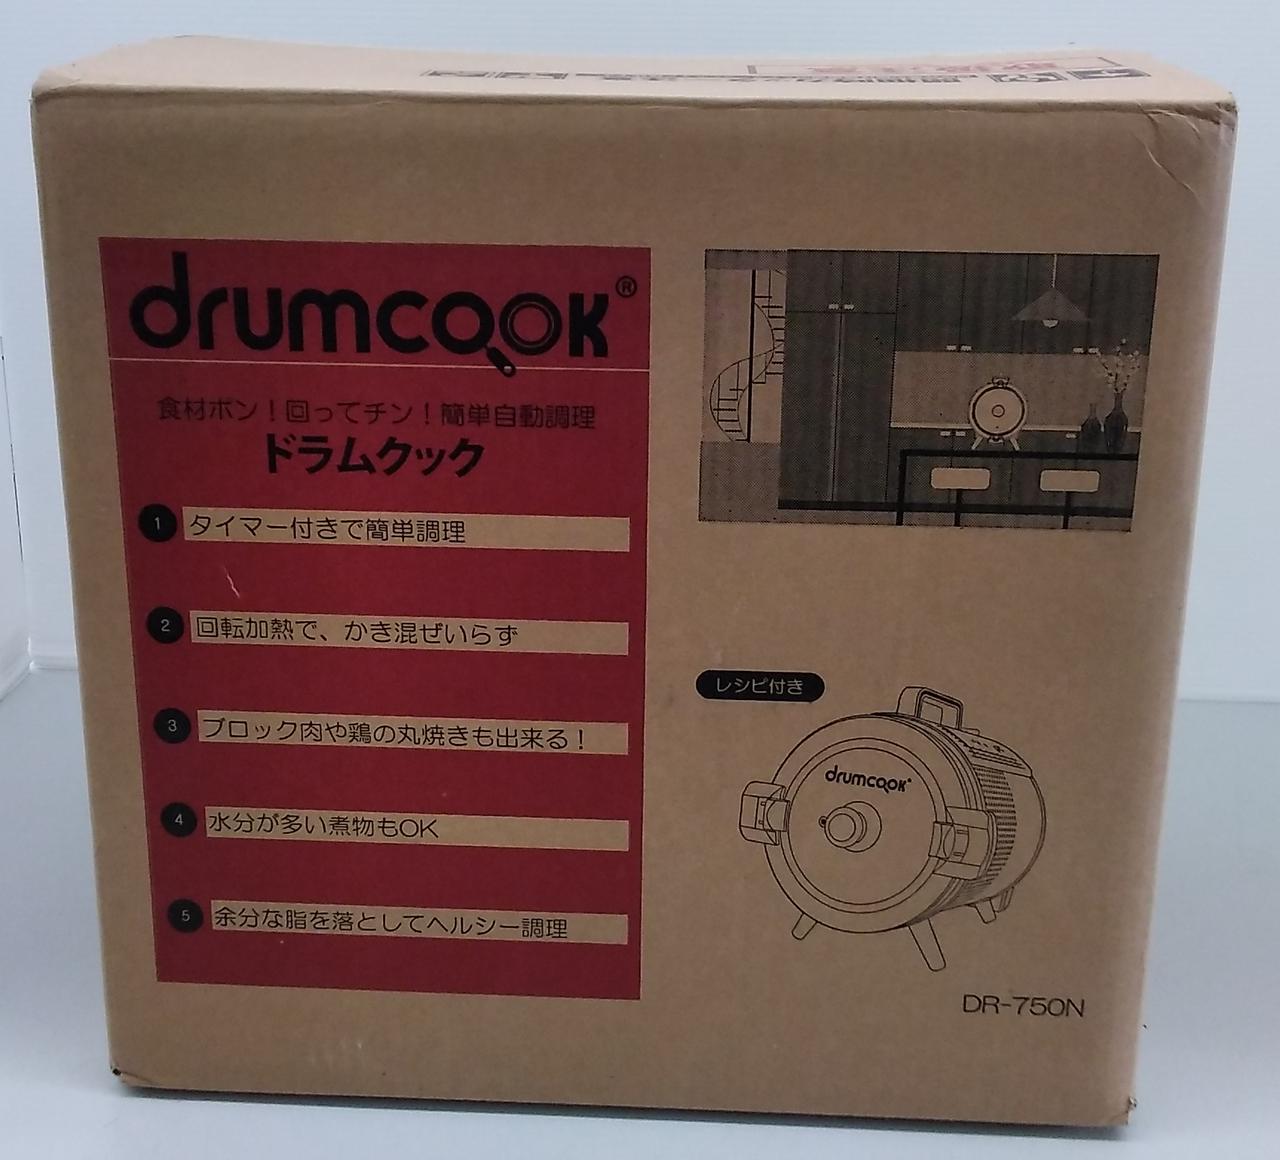 drumcook®
食材ポン！回ってチン！簡単自動調理
ドラムクック
1 タイマー付きで簡単調理
2 回転加熱で、かき混ぜいらず
3 ブロック肉や鶏の丸焼きも出来る！
4 水分が多い煮物もOK
5 余分な脂を落としてヘルシー調理
レシピ付き
drumcook®
DR-750N